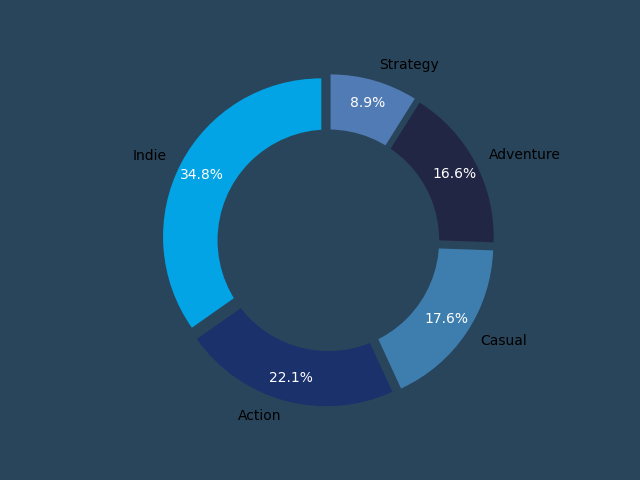 Strategy
8.9%
Indie
34.8%
Adventure
16.6%
17.6%
Casual
22.1%
Action